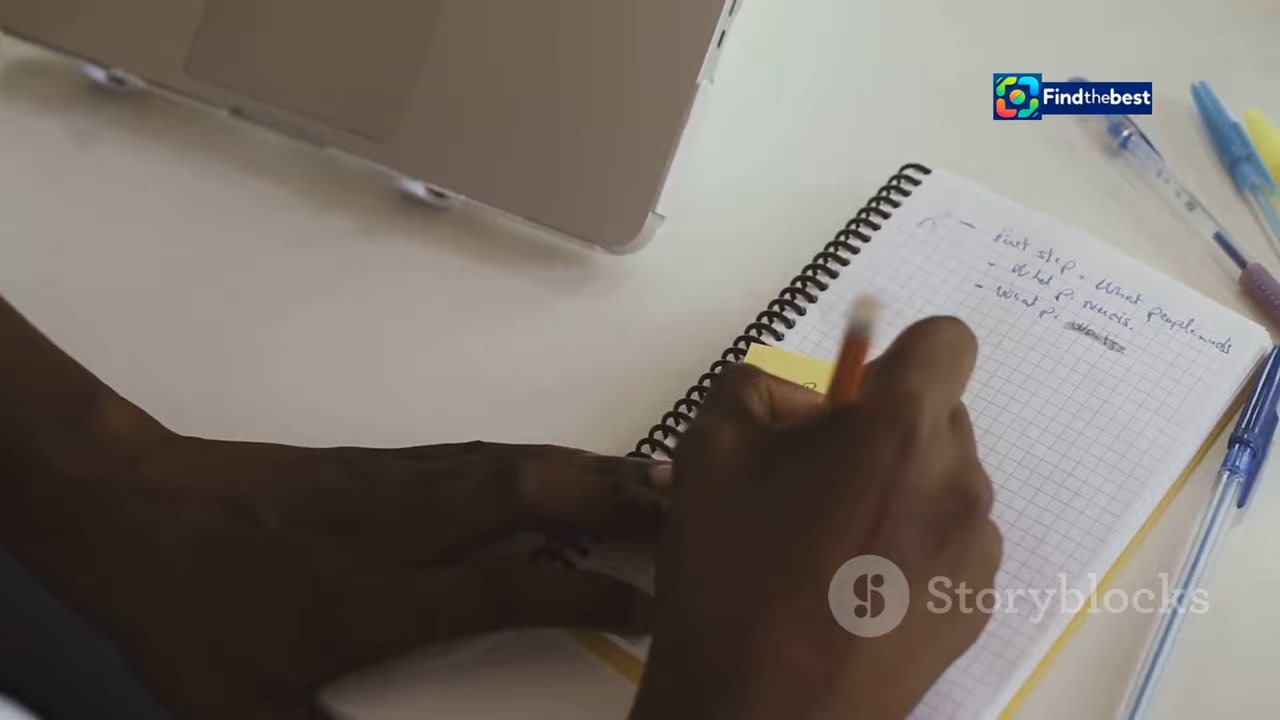 Findthebest
- First step. What people needs
- What P. needs.
- What P.
Storyblocks